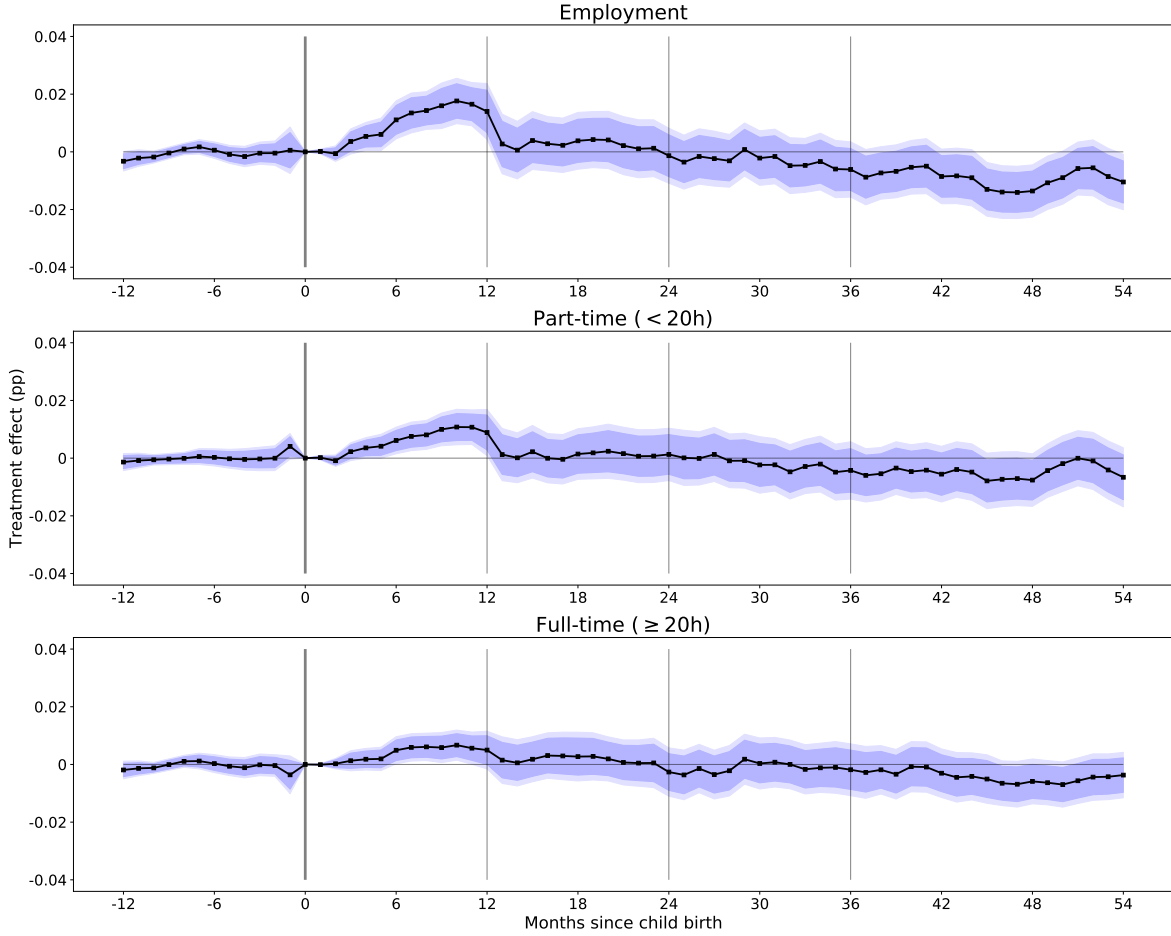 Employment
0.04
0.02
0
-0.02
-0.04
-12 -6 0 6 12 18 24 30 36 42 48 54
Part-time (< 20h)
Treatment effect (pp)
0.04
0.02
0
-0.02
-0.04
-12 -6 0 6 12 18 24 30 36 42 48 54
Full-time (≥ 20h)
0.04
0.02
0
-0.02
-0.04
-12 -6 0 6 12 18 24 30 36 42 48 54
Months since child birth